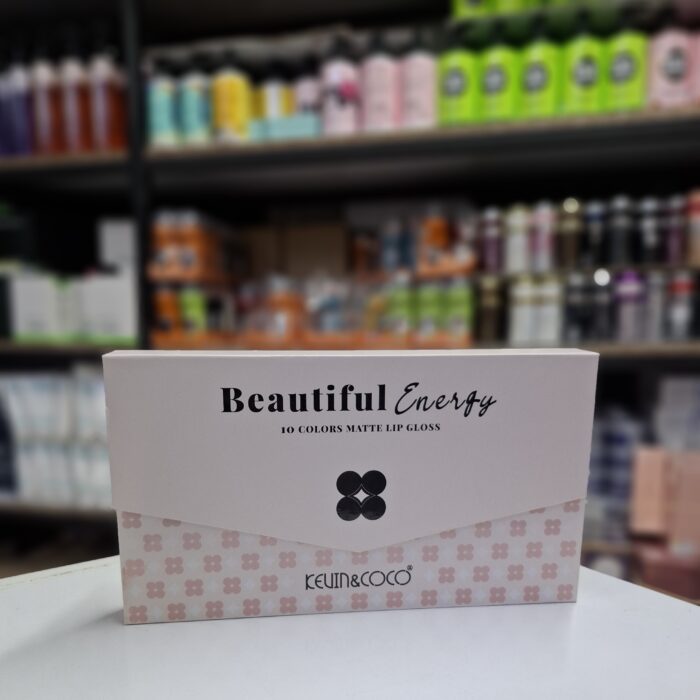 Beautiful Energy
10 COLORS MATTE LIP GLOSS
KEVIN&COCO®